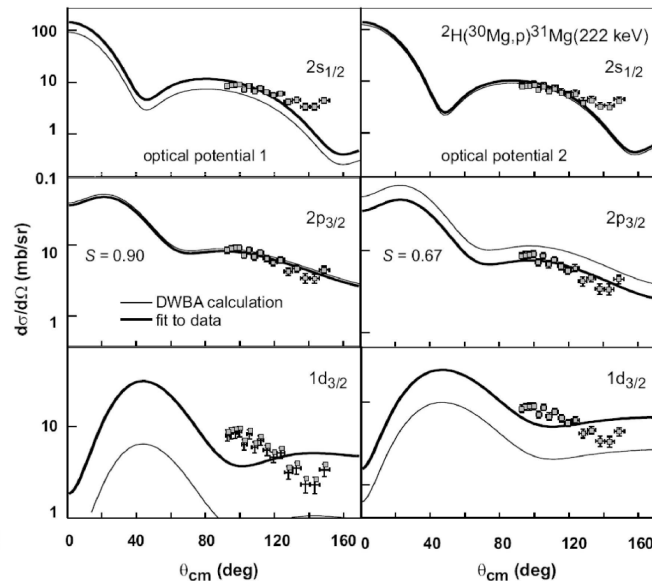 ²H(³⁰Mg,p)³¹Mg(222 keV)
100
2s₁/₂
2s₁/₂
10
1
optical potential 1
optical potential 2
0.1
2p₃/₂
2p₃/₂
10
S = 0.90
S = 0.67
DWBA calculation
fit to data
1
dσ/dΩ (mb/sr)
1d₃/₂
1d₃/₂
10
1
0 40 80 120 160
0 40 80 120 160
θcm (deg)
θcm (deg)